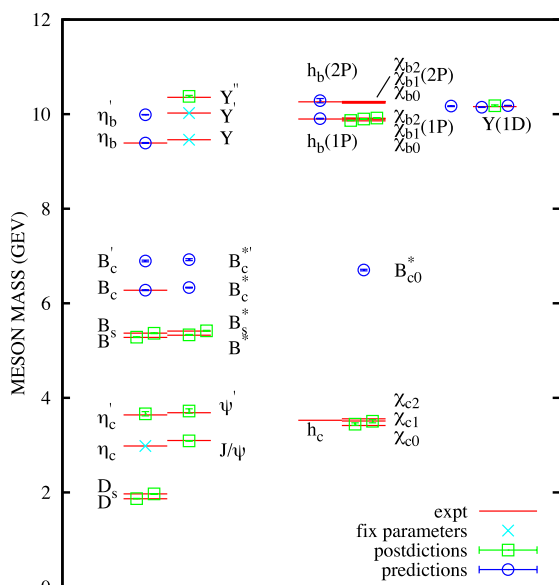 12
10
8
6
4
2
0
MESON MASS (GEV)
η_b'
η_b
Υ''
Υ'
Υ
h_b(2P)
χ_b2
χ_b1(2P)
χ_b0
h_b(1P)
χ_b2
χ_b1(1P)
χ_b0
Υ(1D)
B_c'
B_c
B_c*'
B_c*
B_c0*
B_s
B
B_s*
B*
η_c'
η_c
ψ'
J/ψ
h_c
χ_c2
χ_c1
χ_c0
D_s
D
expt
fix parameters
postdictions
predictions